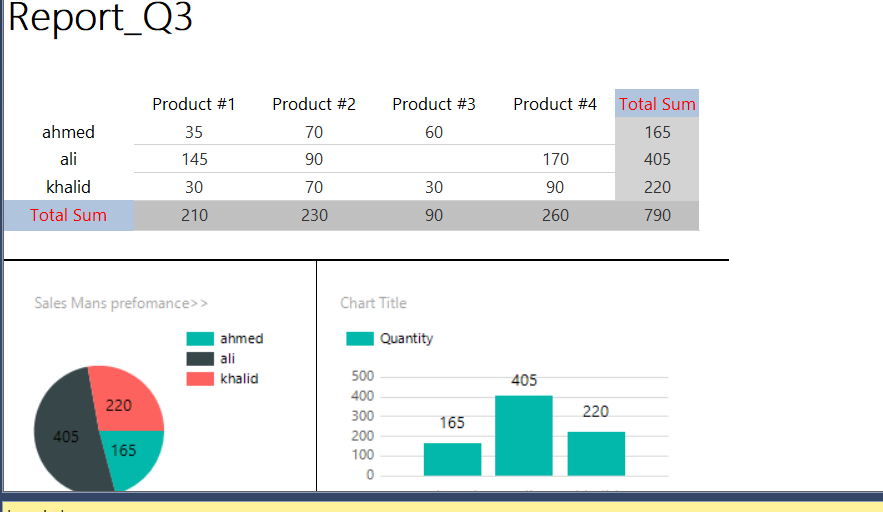 Report_Q3
Product #1 Product #2 Product #3 Product #4 Total Sum
ahmed 35 70 60 165
ali 145 90 170 405
khalid 30 70 30 90 220
Total Sum 210 230 90 260 790
Sales Mans prefomance>>
ahmed
ali
khalid
220
405
165
Chart Title
Quantity
500
400
300
200
100
0
165
405
220